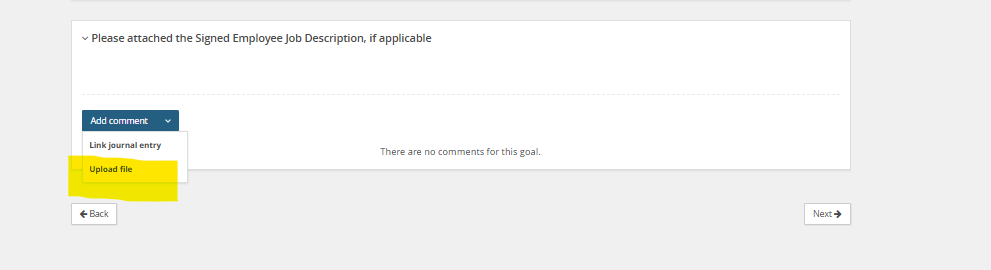 Please attached the Signed Employee Job Description, if applicable
Add comment
Link journal entry
There are no comments for this goal.
Upload file
Back
Next